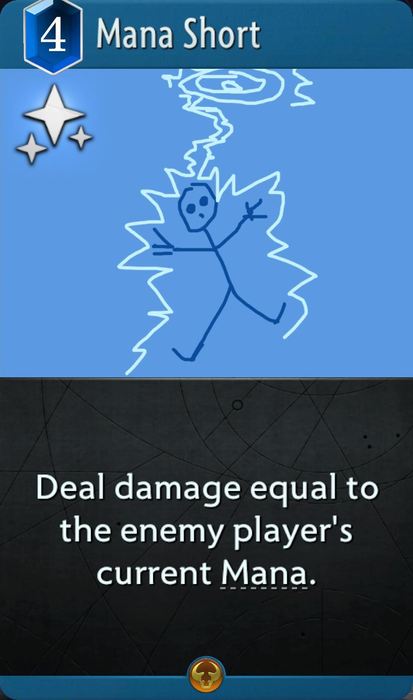 4 Mana Short
Deal damage equal to
the enemy player's
current Mana.